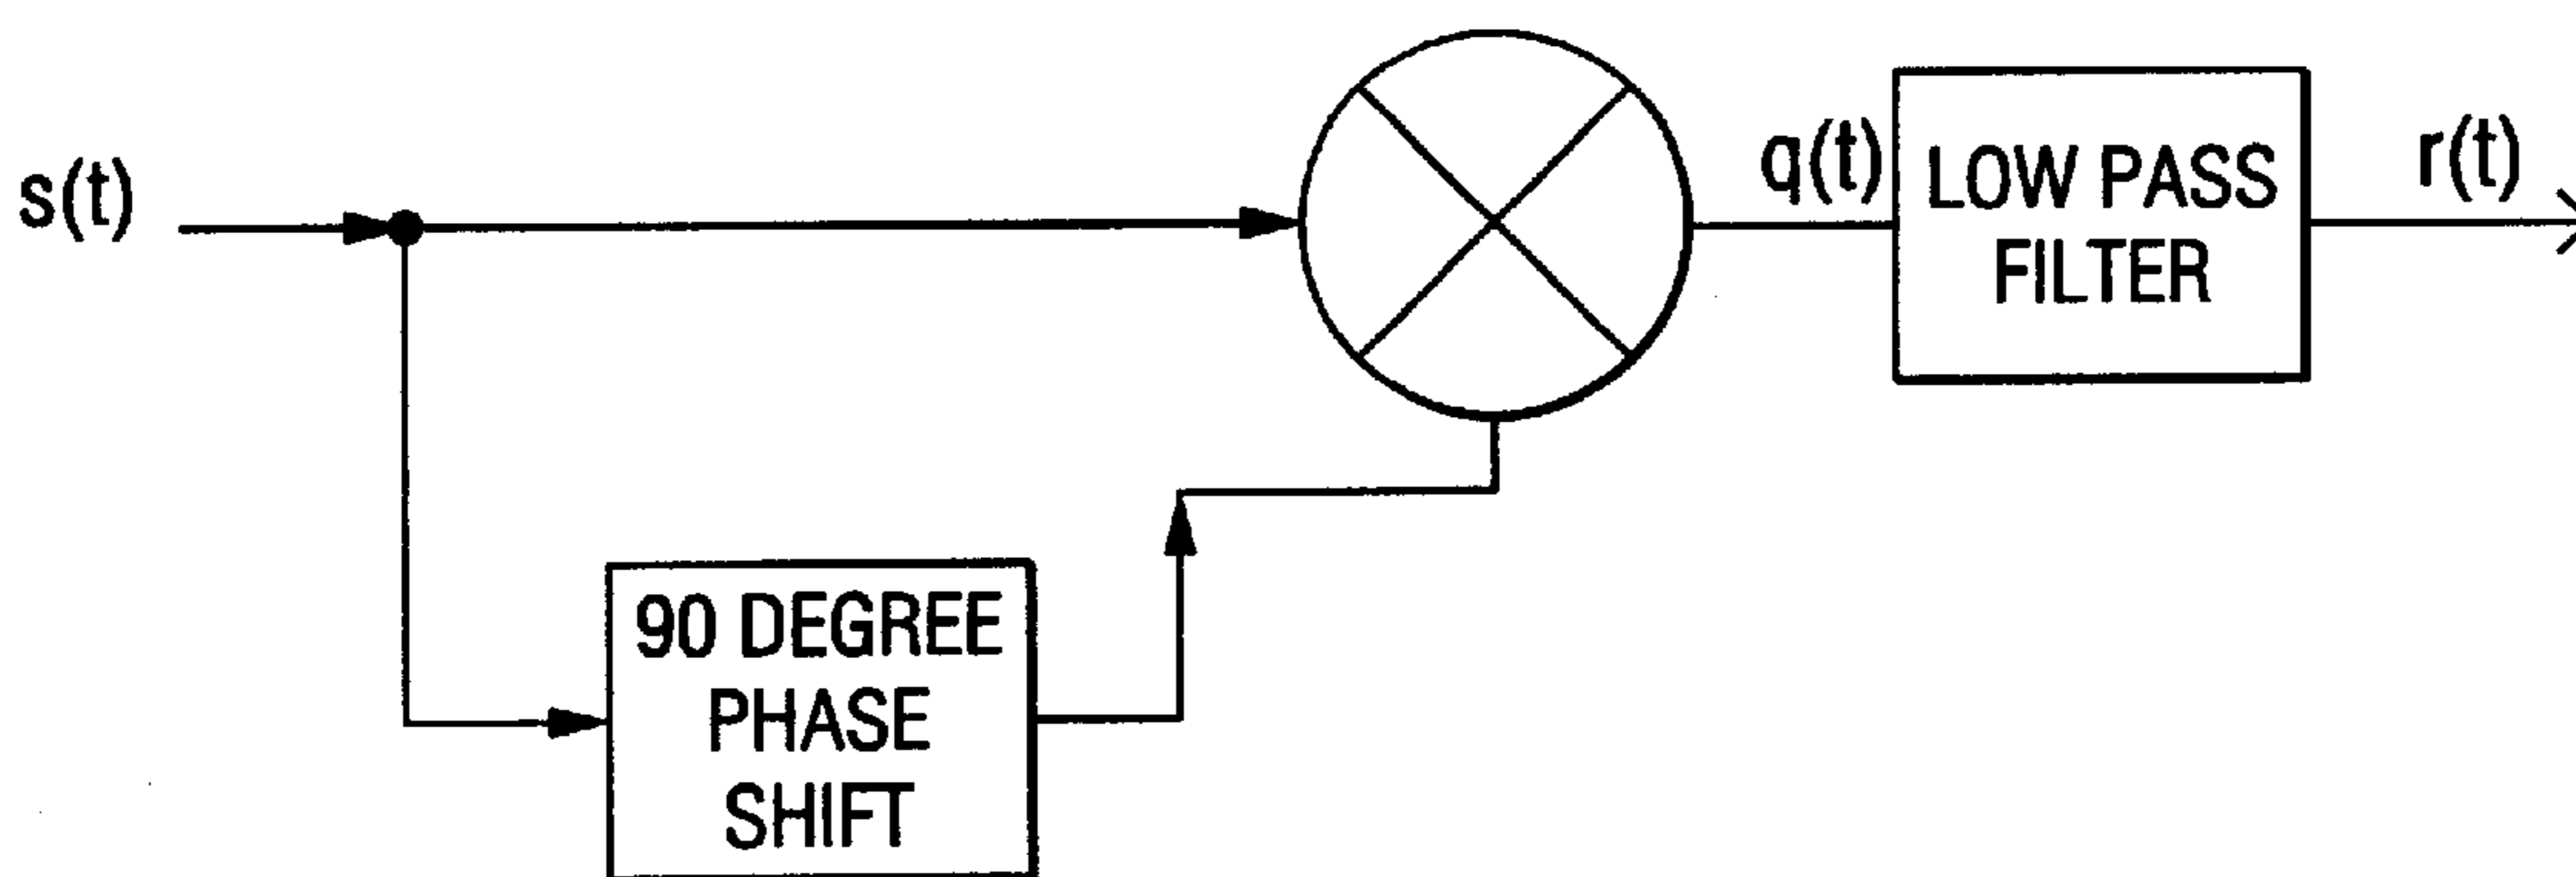 s(t)
q(t)
LOW PASS
FILTER
r(t)
90 DEGREE
PHASE
SHIFT